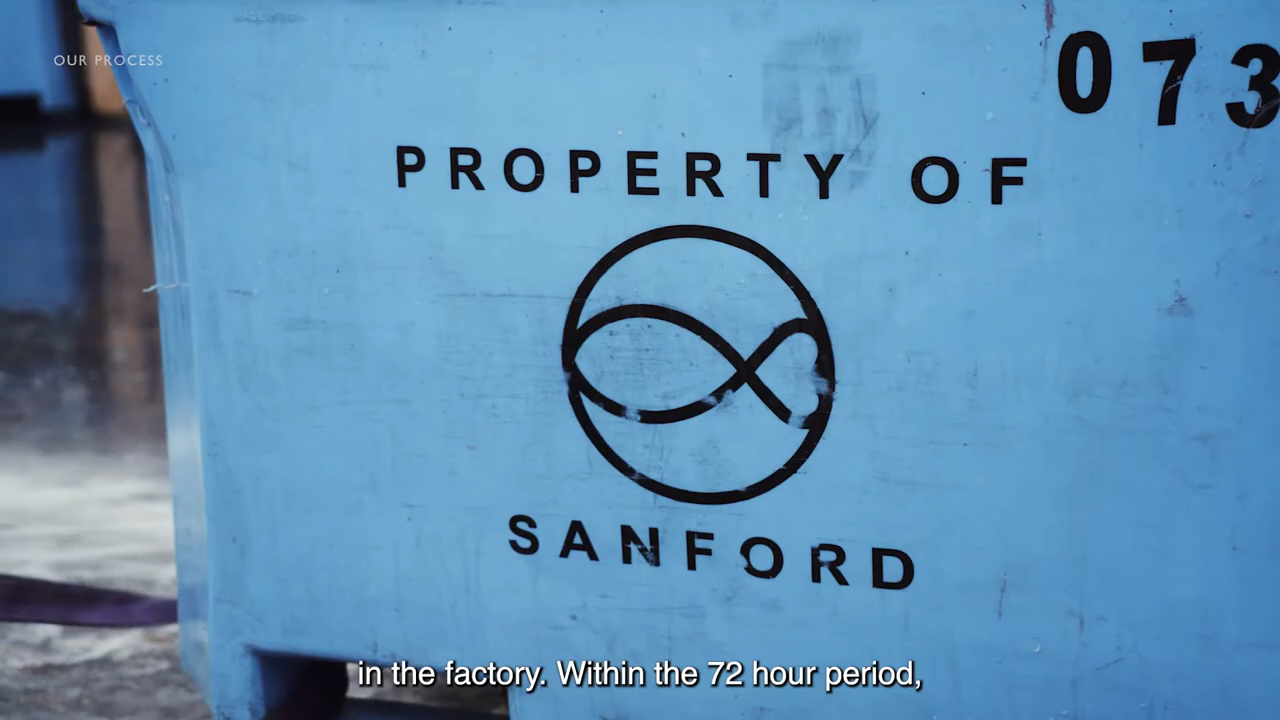 OUR PROCESS
073
PROPERTY OF
SANFORD
in the factory. Within the 72 hour period,